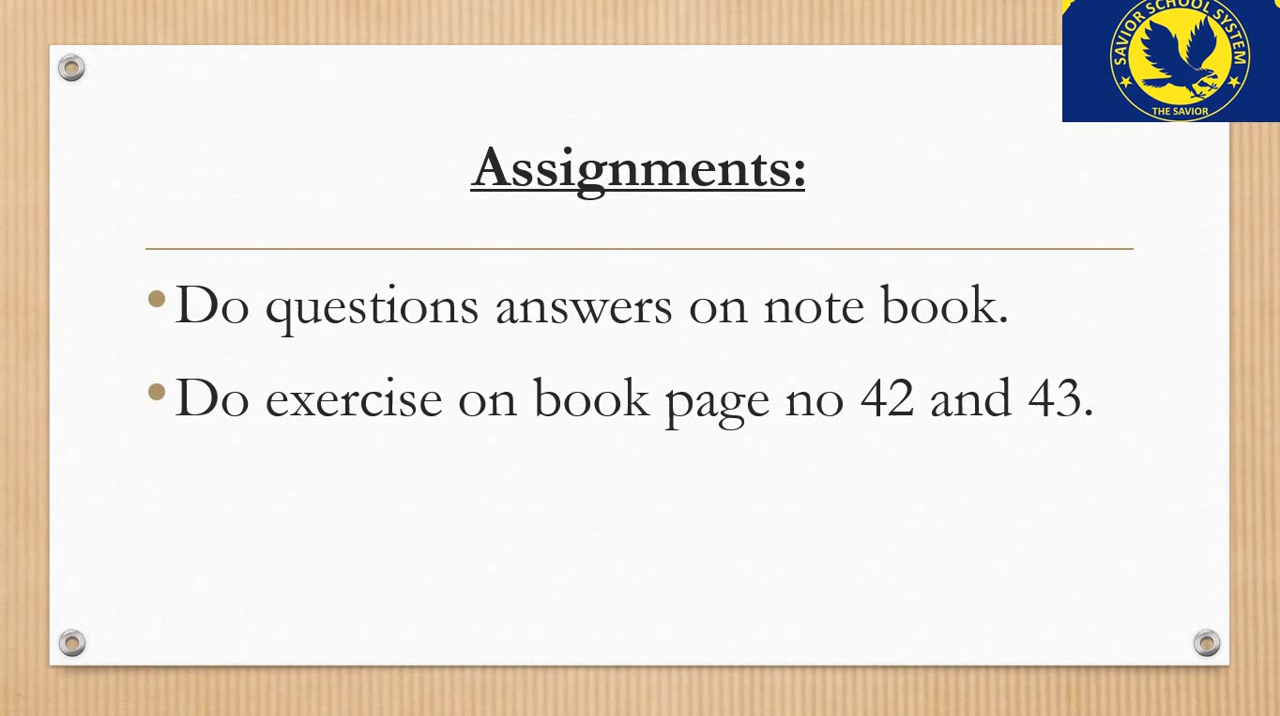 SAVIOR SCHOOL SYSTEM
THE SAVIOR
Assignments:
• Do questions answers on note book.
• Do exercise on book page no 42 and 43.